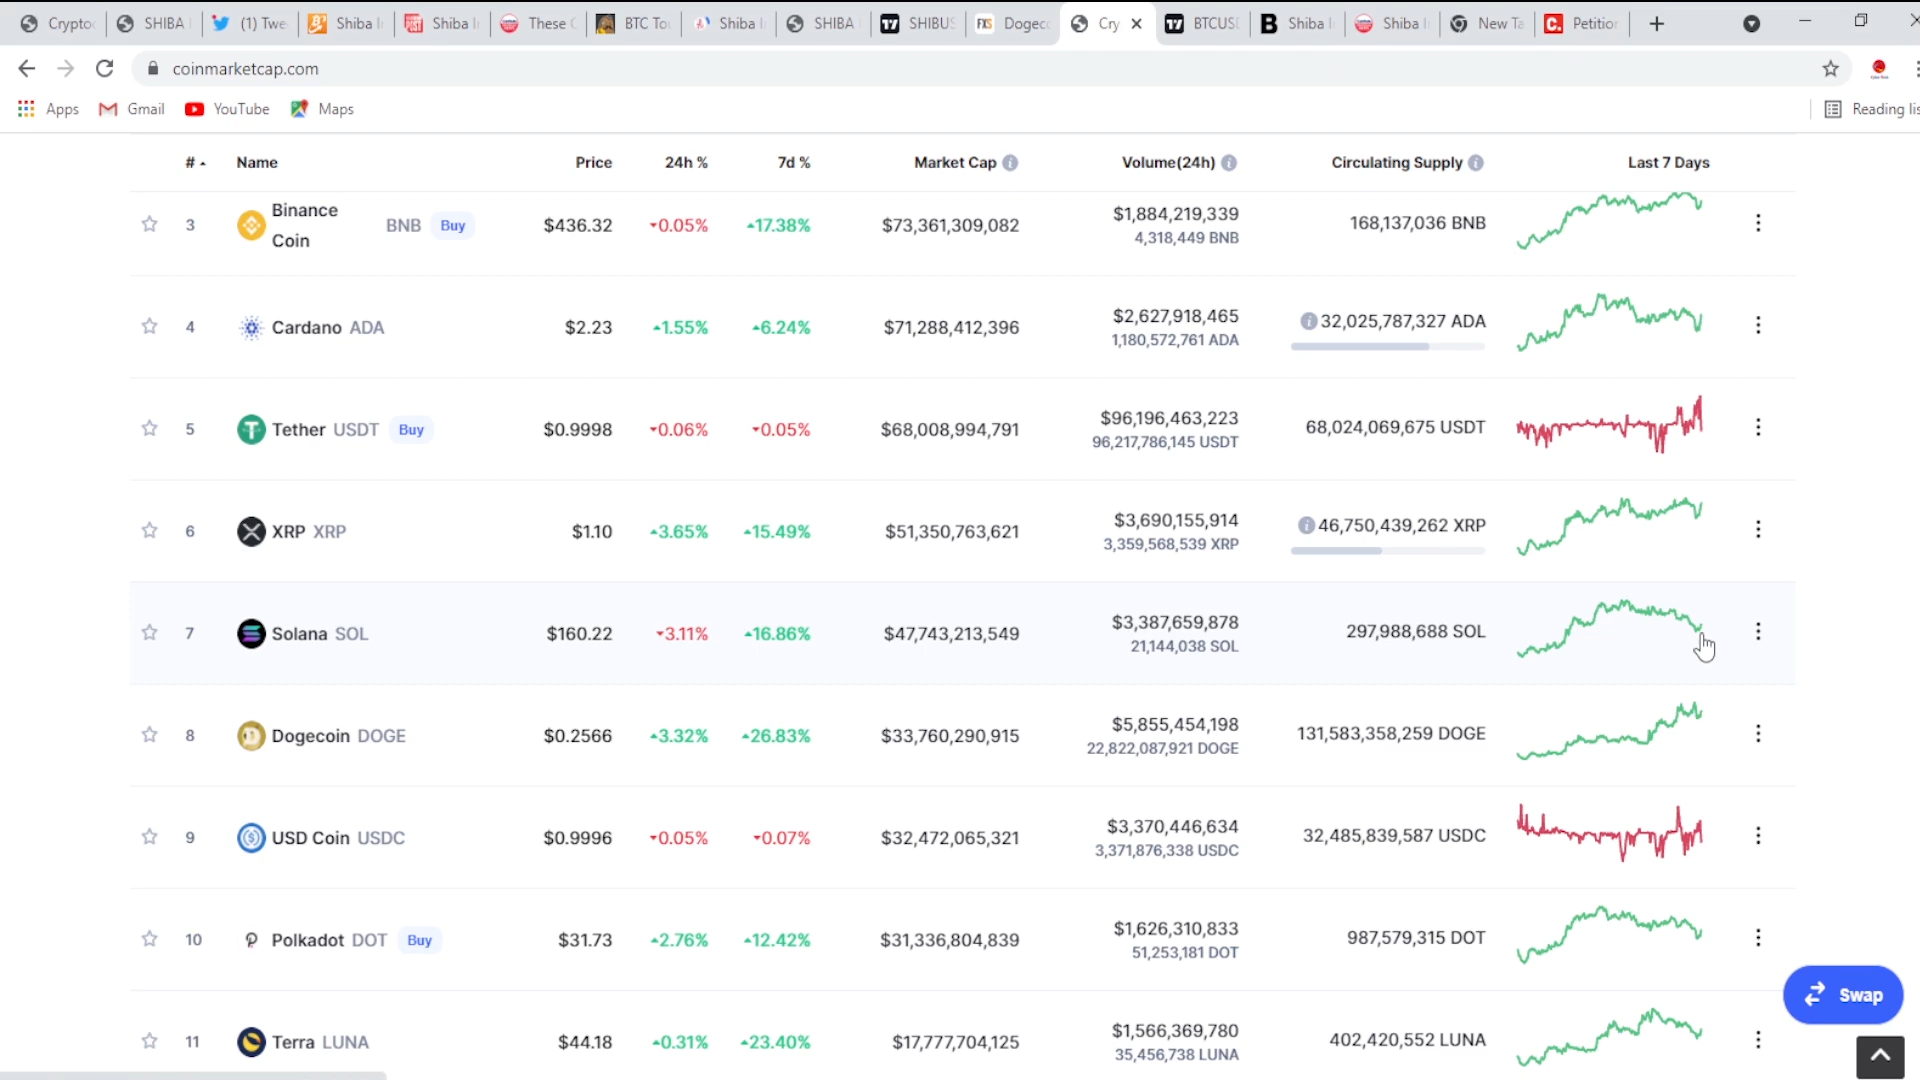 Crypto
SHIBA
(1) Twe
Shiba I
Shiba I
These C
BTC To
Shiba I
SHIBA
SHIBUS
FXS Dogeco
Cry
BTCUSD
Shiba I
Shiba I
New Ta
Petition
coinmarketcap.com
Apps
Gmail
YouTube
Maps
Reading lis
# Name Price 24h % 7d % Market Cap Volume(24h) Circulating Supply Last 7 Days
3 Binance Coin BNB Buy $436.32 0.05% 17.38% $73,361,309,082 $1,884,219,339 168,137,036 BNB
4,318,449 BNB
4 Cardano ADA $2.23 1.55% 6.24% $71,288,412,396 $2,627,918,465 32,025,787,327 ADA
1,180,572,761 ADA
5 Tether USDT Buy $0.9998 0.06% 0.05% $68,008,994,791 $96,196,463,223 68,024,069,675 USDT
96,217,786,145 USDT
6 XRP XRP $1.10 3.65% 15.49% $51,350,763,621 $3,690,155,914 46,750,439,262 XRP
3,359,568,539 XRP
7 Solana SOL $160.22 3.11% 16.86% $47,743,213,549 $3,387,659,878 297,988,688 SOL
21,144,038 SOL
8 Dogecoin DOGE $0.2566 3.32% 26.83% $33,760,290,915 $5,855,454,198 131,583,358,259 DOGE
22,822,087,921 DOGE
9 USD Coin USDC $0.9996 0.05% 0.07% $32,472,065,321 $3,370,446,634 32,485,839,587 USDC
3,371,876,338 USDC
10 Polkadot DOT Buy $31.73 2.76% 12.42% $31,336,804,839 $1,626,310,833 987,579,315 DOT
51,253,181 DOT
Swap
11 Terra LUNA $44.18 0.31% 23.40% $17,777,704,125 $1,566,369,780 402,420,552 LUNA
35,456,738 LUNA